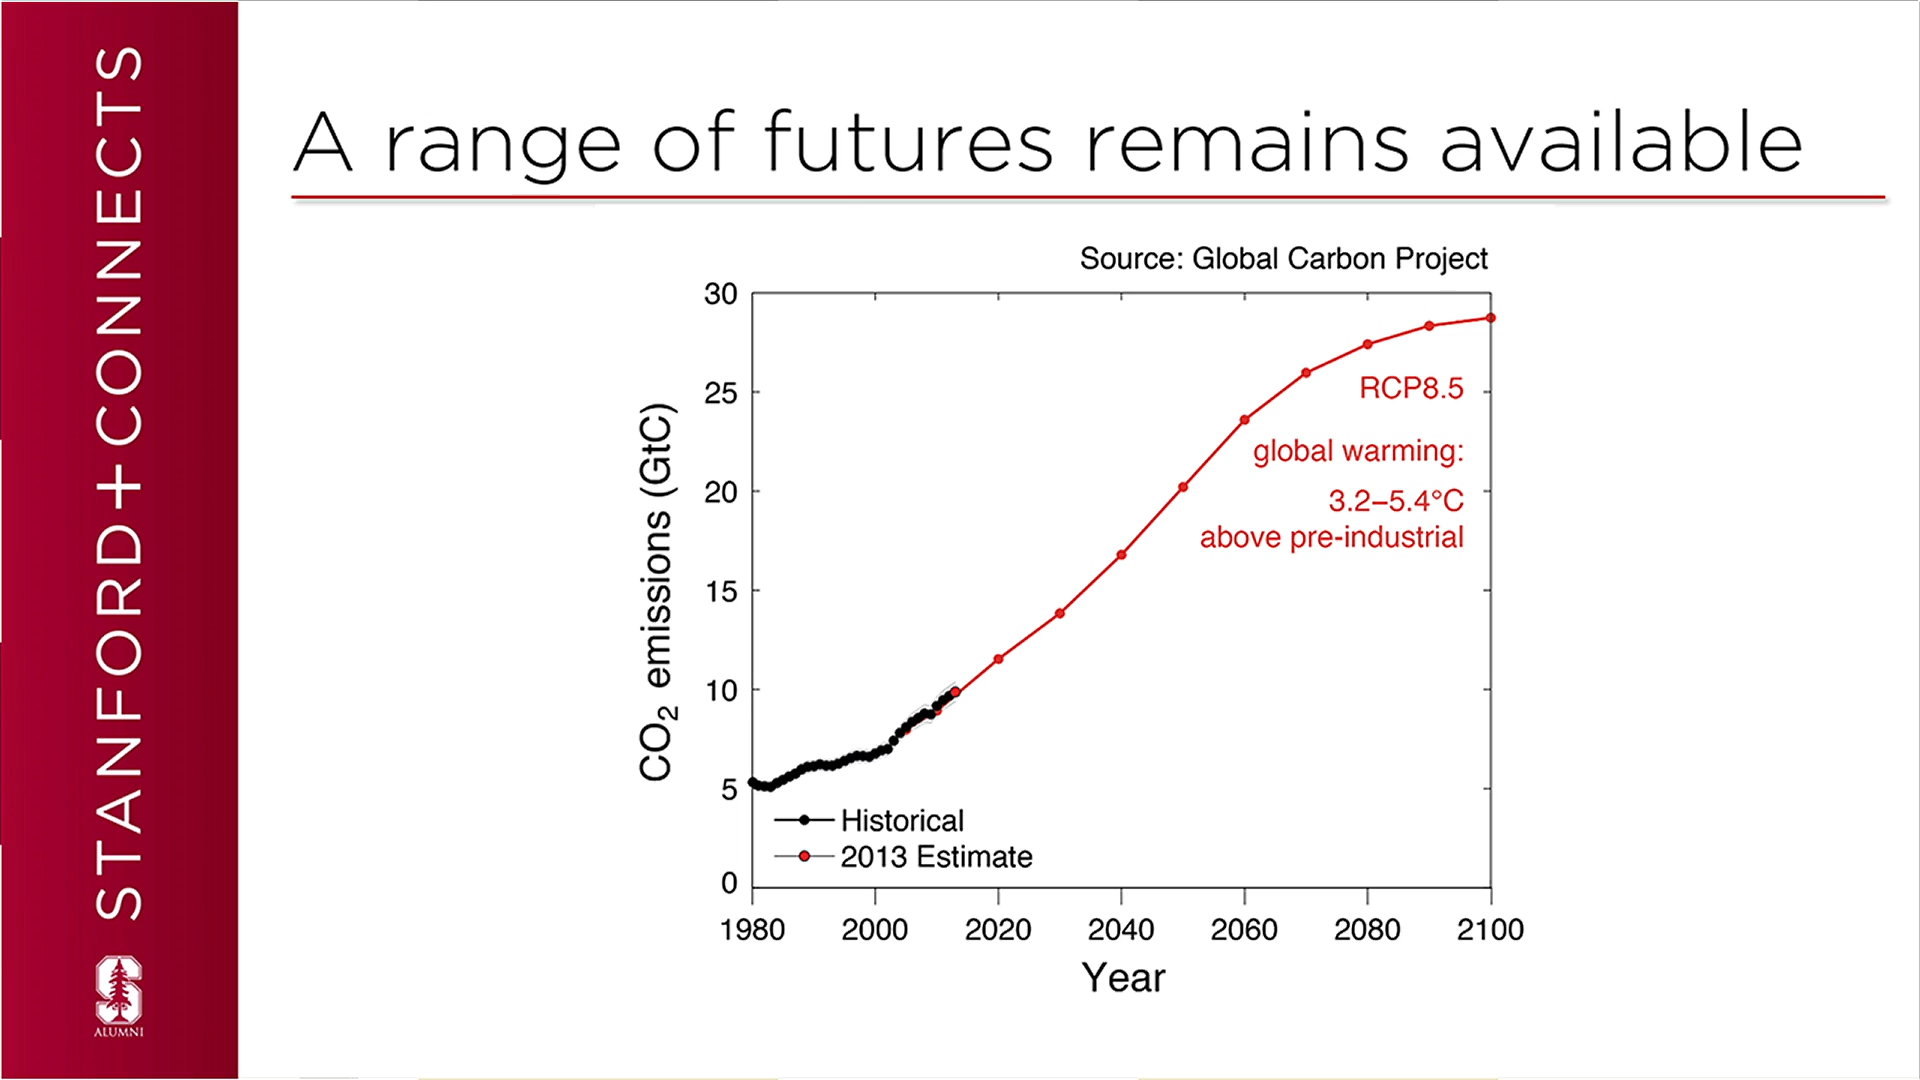 STANFORD+CONNECTS
S
ALUMNI
A range of futures remains available
Source: Global Carbon Project
30
25
20
15
10
5
0
CO₂ emissions (GtC)
RCP8.5
global warming:
3.2–5.4°C
above pre-industrial
Historical
2013 Estimate
1980 2000 2020 2040 2060 2080 2100
Year